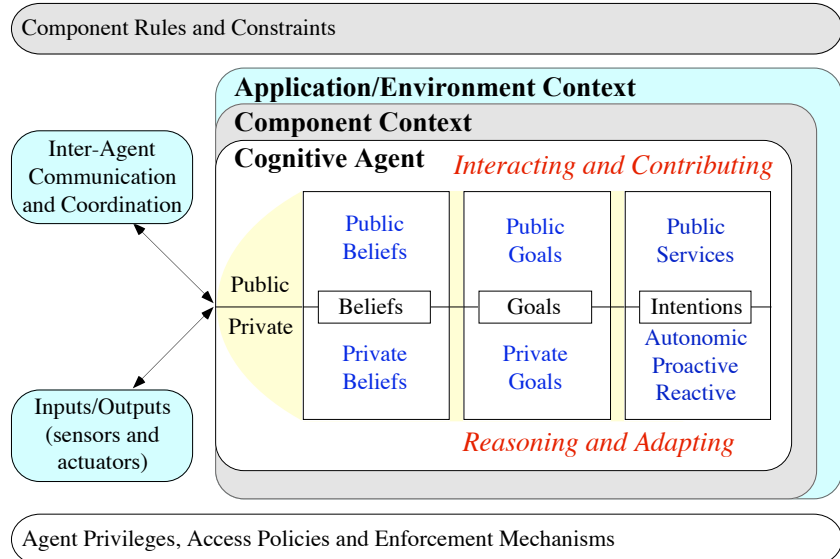 Component Rules and Constraints
Application/Environment Context
Component Context
Cognitive Agent
Interacting and Contributing
Inter-Agent
Communication
and Coordination
Public
Beliefs
Public
Goals
Public
Services
Public
Private
Beliefs
Goals
Intentions
Private
Beliefs
Private
Goals
Autonomic
Proactive
Reactive
Inputs/Outputs
(sensors and
actuators)
Reasoning and Adapting
Agent Privileges, Access Policies and Enforcement Mechanisms